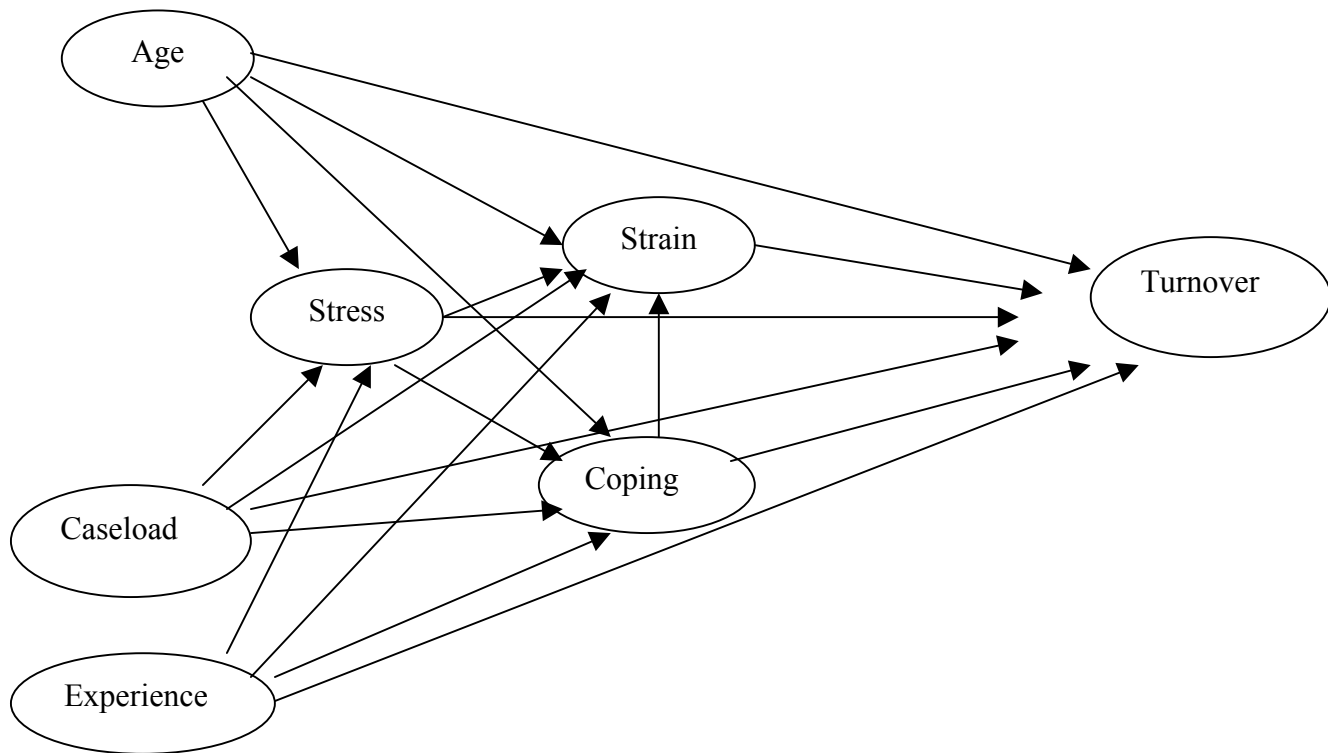 Age
Strain
Turnover
Stress
Coping
Caseload
Experience